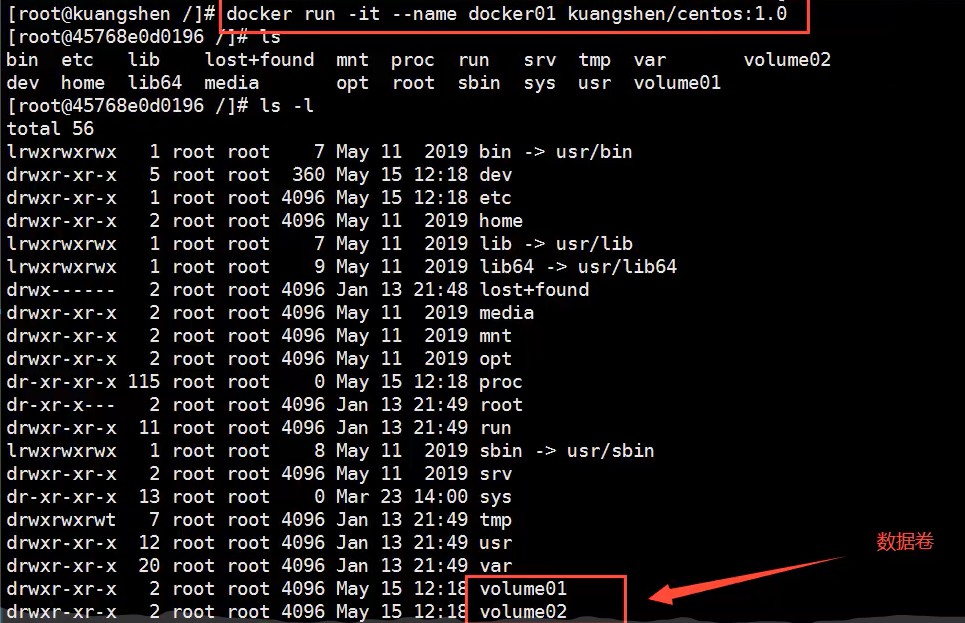 [root@kuangshen /]# docker run -it --name docker01 kuangshen/centos:1.0
[root@45768e0d0196 /]# ls
bin  etc   lib    lost+found  mnt  proc  run   srv  tmp  var       volume02
dev  home  lib64  media       opt  root  sbin  sys  usr  volume01
[root@45768e0d0196 /]# ls -l
total 56
lrwxrwxrwx   1 root root    7 May 11  2019 bin -> usr/bin
drwxr-xr-x   5 root root  360 May 15 12:18 dev
drwxr-xr-x   1 root root 4096 May 15 12:18 etc
drwxr-xr-x   2 root root 4096 May 11  2019 home
lrwxrwxrwx   1 root root    7 May 11  2019 lib -> usr/lib
lrwxrwxrwx   1 root root    9 May 11  2019 lib64 -> usr/lib64
drwx------   2 root root 4096 Jan 13 21:48 lost+found
drwxr-xr-x   2 root root 4096 May 11  2019 media
drwxr-xr-x   2 root root 4096 May 11  2019 mnt
drwxr-xr-x   2 root root 4096 May 11  2019 opt
dr-xr-xr-x 115 root root    0 May 15 12:18 proc
dr-xr-x---   2 root root 4096 Jan 13 21:49 root
drwxr-xr-x  11 root root 4096 Jan 13 21:49 run
lrwxrwxrwx   1 root root    8 May 11  2019 sbin -> usr/sbin
drwxr-xr-x   2 root root 4096 May 11  2019 srv
dr-xr-xr-x  13 root root    0 Mar 23 14:00 sys
drwxrwxrwt   7 root root 4096 Jan 13 21:49 tmp
drwxr-xr-x  12 root root 4096 Jan 13 21:49 usr
数据卷
drwxr-xr-x  20 root root 4096 Jan 13 21:49 var
drwxr-xr-x   2 root root 4096 May 15 12:18 volume01
drwxr-xr-x   2 root root 4096 May 15 12:18 volume02